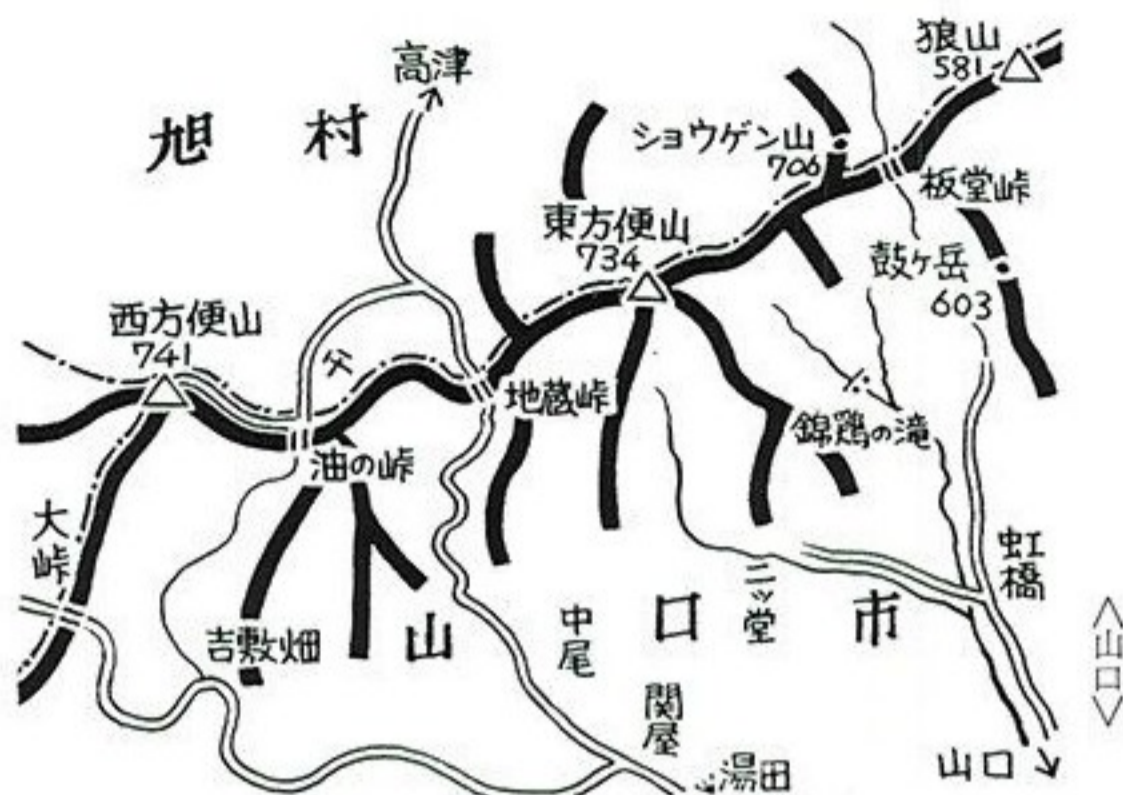 狼山
581
高津
旭村
ショウゲン山
706
板堂峠
東方便山
734
鼓ヶ岳
603
西方便山
741
地蔵峠
錦鶏の滝
油の峠
大峠
虹橋
二ッ堂
中尾
吉敷畑
山口市
関屋
湯田
山口
〈山口〉